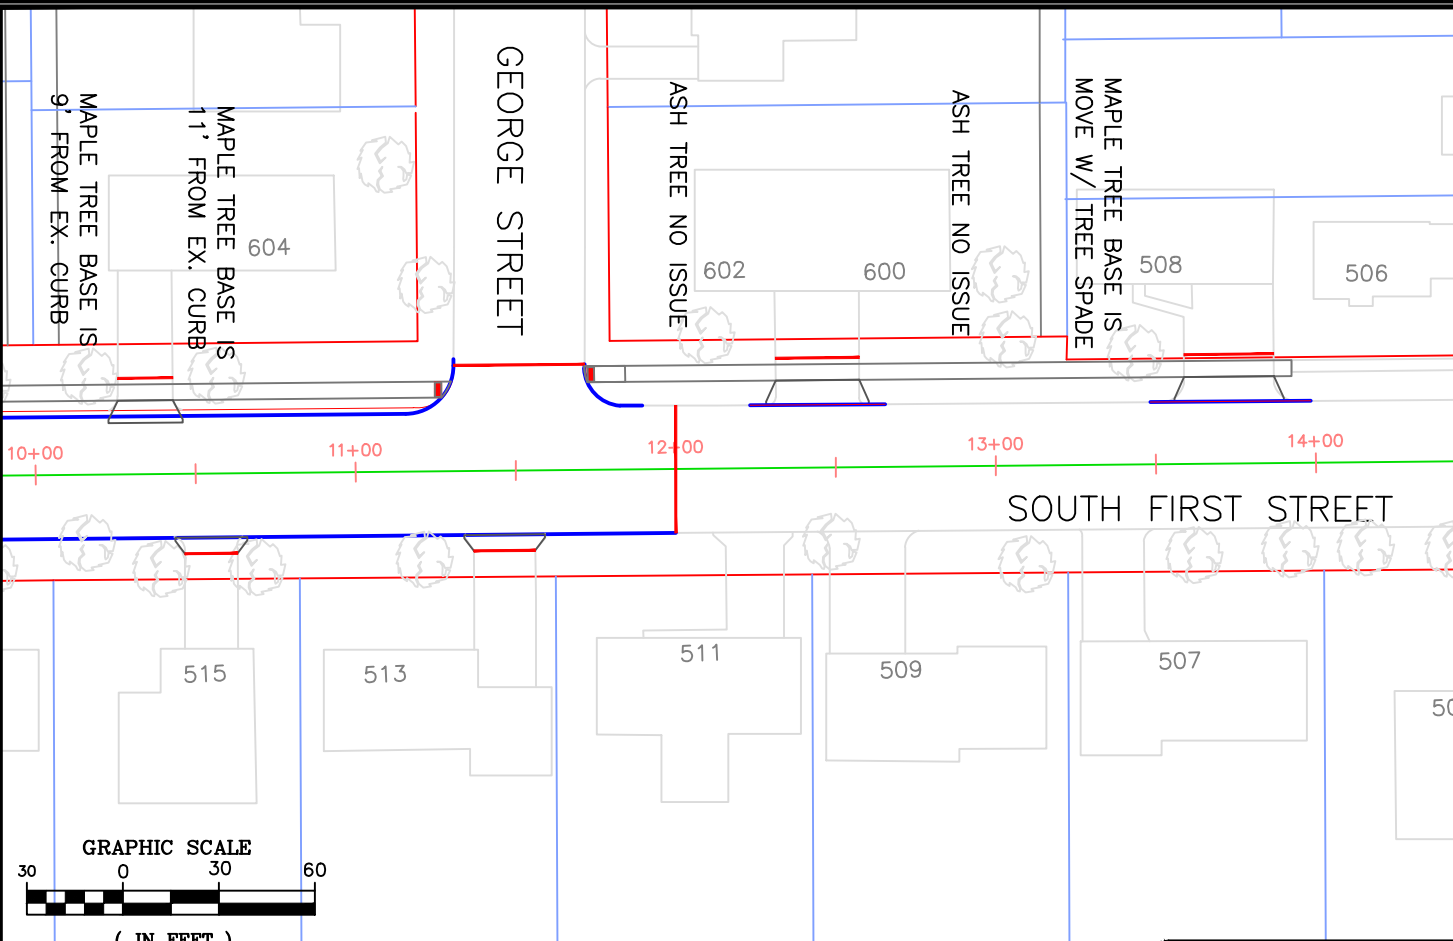 GEORGE STREET
MAPLE TREE BASE IS
9' FROM EX. CURB
MAPLE TREE BASE IS
11' FROM EX. CURB
ASH TREE NO ISSUE
ASH TREE NO ISSUE
MAPLE TREE BASE IS
MOVE W/ TREE SPADE
604
602
600
508
506
10+00
11+00
12+00
13+00
14+00
SOUTH FIRST STREET
515
513
511
509
507
GRAPHIC SCALE
30 0 30 60
( IN FEET )